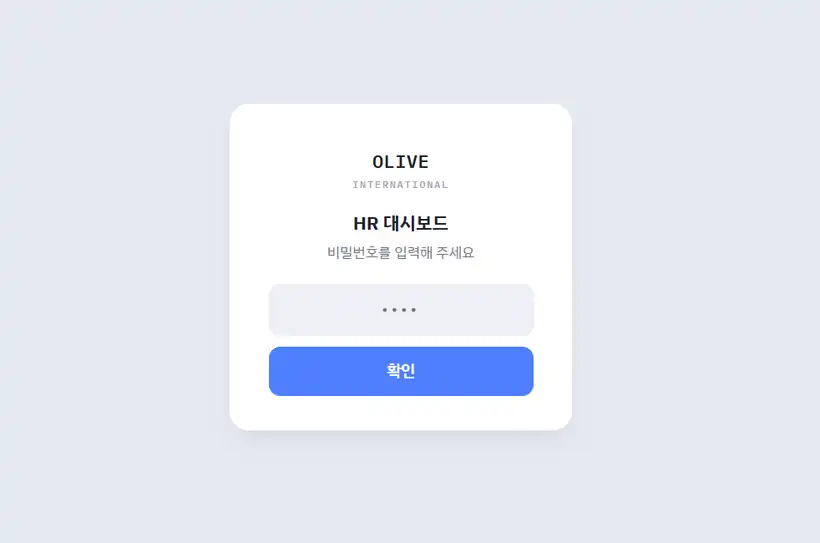 OLIVE
INTERNATIONAL
HR 대시보드
비밀번호를 입력해 주세요
••••
확인